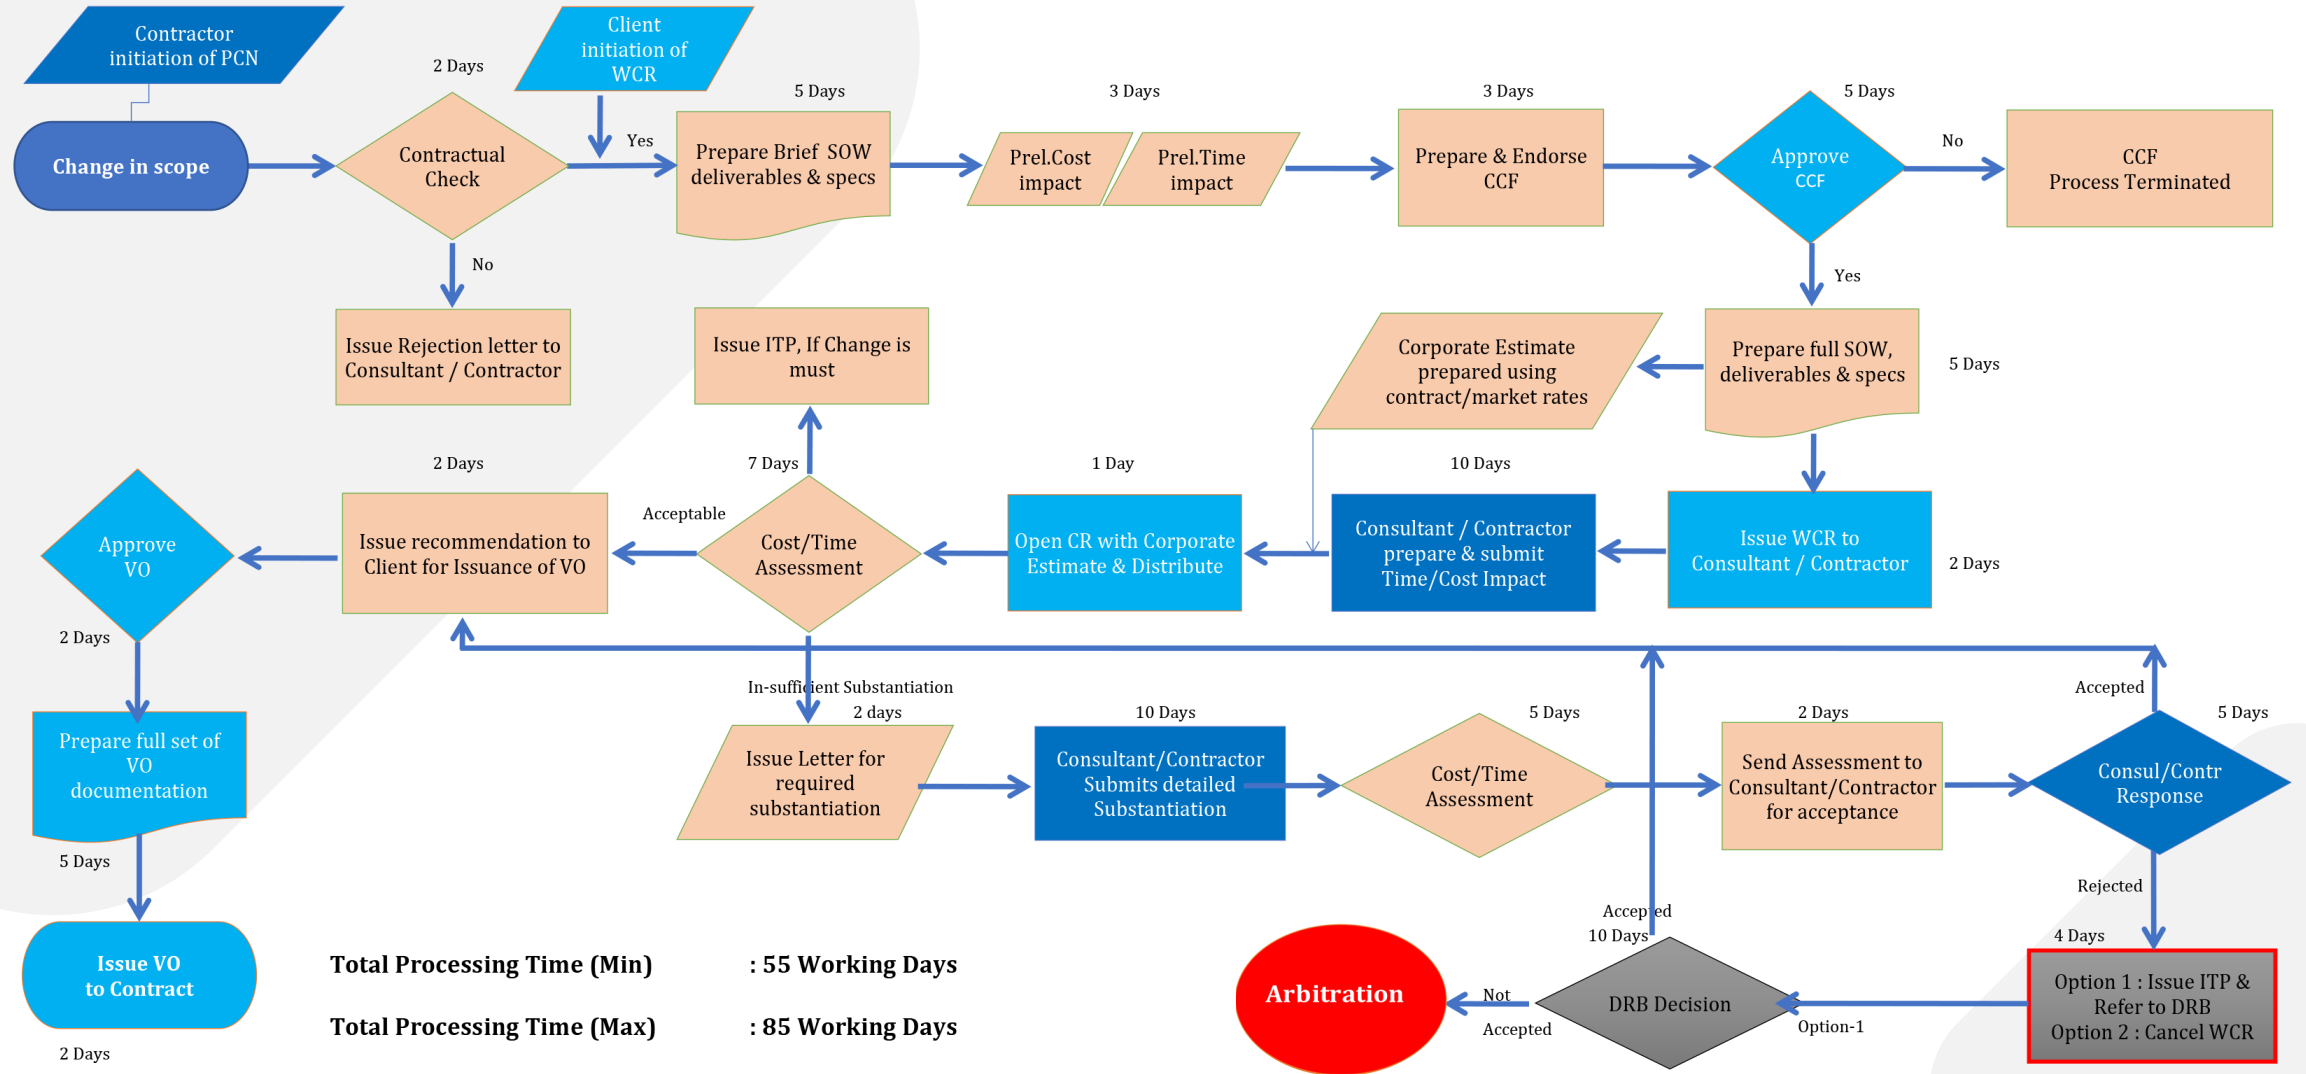 Contractor
initiation of PCN
Client
initiation of
WCR
2 Days
5 Days
3 Days
3 Days
5 Days
Change in scope
Contractual
Check
Yes
Prepare Brief SOW
deliverables & specs
Prel.Cost
impact
Prel.Time
impact
Prepare & Endorse
CCF
Approve
CCF
No
CCF
Process Terminated
No
Yes
Issue Rejection letter to
Consultant / Contractor
Issue ITP, If Change is
must
Corporate Estimate
prepared using
contract/market rates
Prepare full SOW,
deliverables & specs
5 Days
2 Days
7 Days
1 Day
10 Days
Approve
VO
Issue recommendation to
Client for Issuance of VO
Acceptable
Cost/Time
Assessment
Open CR with Corporate
Estimate & Distribute
Consultant / Contractor
prepare & submit
Time/Cost Impact
Issue WCR to
Consultant / Contractor
2 Days
2 Days
In-sufficient Substantiation
2 days
10 Days
5 Days
2 Days
Accepted
5 Days
Prepare full set of
VO
documentation
Issue Letter for
required
substantiation
Consultant/Contractor
Submits detailed
Substantiation
Cost/Time
Assessment
Send Assessment to
Consultant/Contractor
for acceptance
Consul/Contr
Response
5 Days
Rejected
Accepted
10 Days
4 Days
Issue VO
to Contract
Total Processing Time (Min) : 55 Working Days
Total Processing Time (Max) : 85 Working Days
Arbitration
Not
Accepted
DRB Decision
Option-1
Option 1 : Issue ITP &
Refer to DRB
Option 2 : Cancel WCR
2 Days